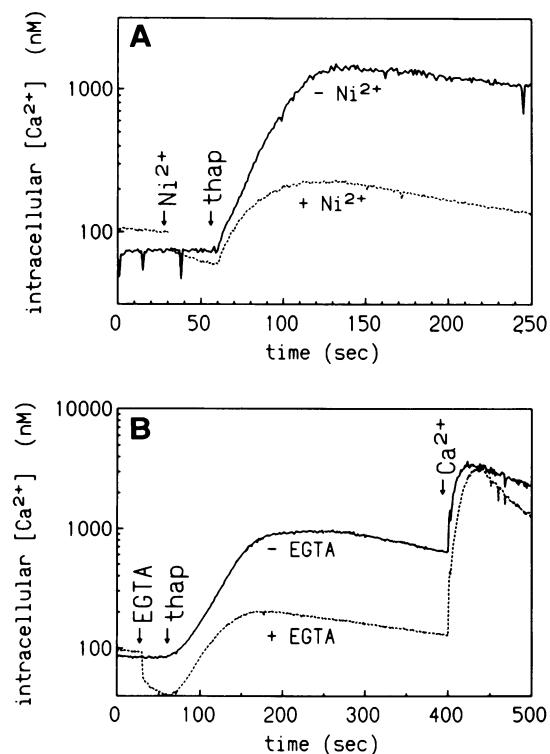 A
intracellular [Ca²⁺] (nM)
1000
100
Ni²⁺
thap
− Ni²⁺
+ Ni²⁺
0 50 100 150 200 250
time (sec)
B
intracellular [Ca²⁺] (nM)
10000
1000
100
EGTA
thap
Ca²⁺
− EGTA
+ EGTA
0 100 200 300 400 500
time (sec)